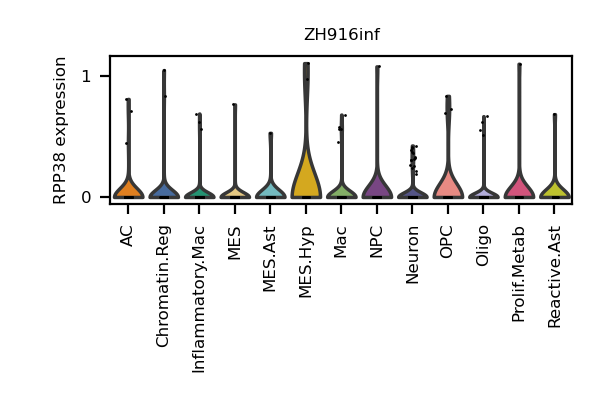 ZH916inf
RPP38 expression
1
0
AC
Chromatin.Reg
Inflammatory.Mac
MES
MES.Ast
MES.Hyp
Mac
NPC
Neuron
OPC
Oligo
Prolif.Metab
Reactive.Ast